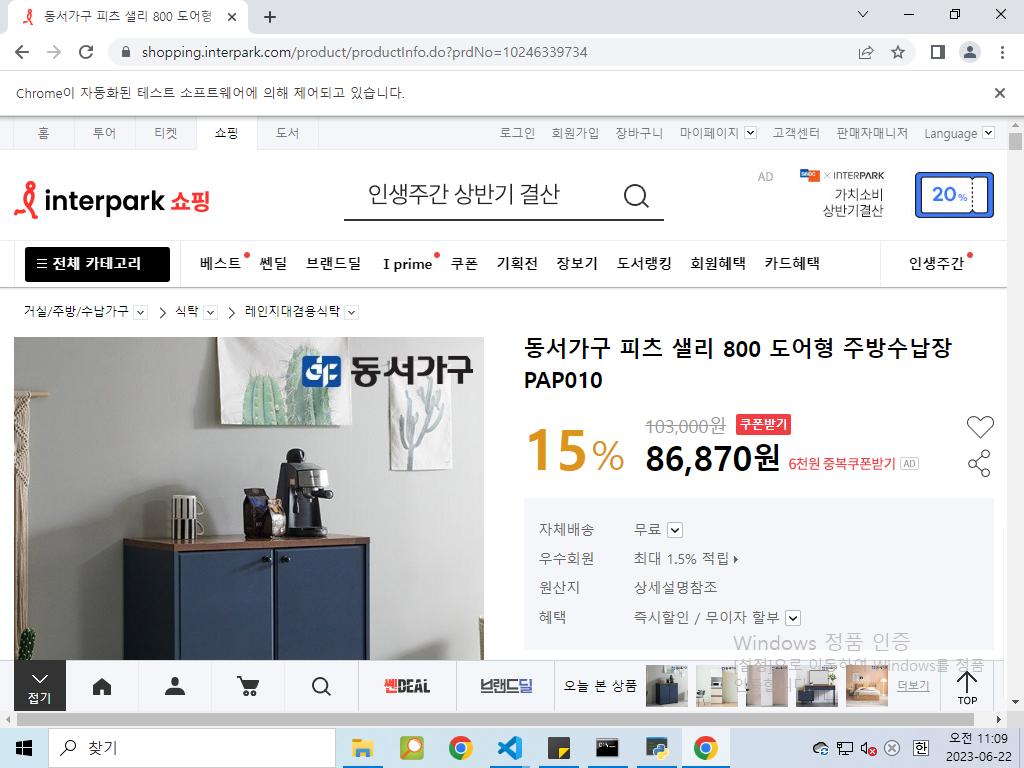 동서가구 피츠 샐리 800 도어형
shopping.interpark.com/product/productInfo.do?prdNo=10246339734
Chrome이 자동화된 테스트 소프트웨어에 의해 제어되고 있습니다.
홈 투어 티켓 쇼핑 도서 로그인 회원가입 장바구니 마이페이지 고객센터 판매자매니저 Language
interpark 쇼핑
인생주간 상반기 결산
AD
× INTERPARK
가치소비
상반기결산
20%
전체 카테고리 베스트 쎈딜 브랜드딜 I prime 쿠폰 기획전 장보기 도서랭킹 회원혜택 카드혜택 인생주간
거실/주방/수납가구 식탁 레인지대겸용식탁
동서가구
동서가구 피츠 샐리 800 도어형 주방수납장
PAP010
15% 103,000원 쿠폰받기
86,870원 6천원 중복쿠폰받기 AD
자체배송 무료
우수회원 최대 1.5% 적립
원산지 상세설명참조
혜택 즉시할인 / 무이자 할부
Windows 정품 인증
[설정]으로 이동하여 Windows를 정품
인증합니다.
접기 쎈DEAL 브랜드딜 오늘 본 상품 더보기 TOP
찾기
한
오전 11:09
2023-06-22